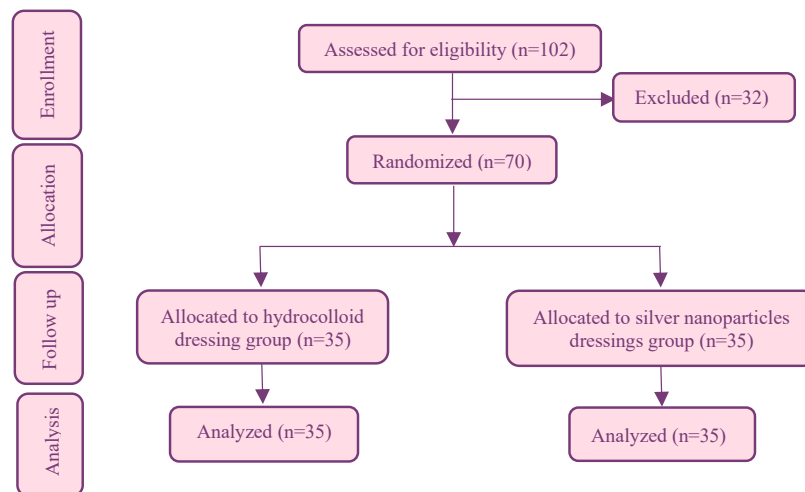 Enrollment
Assessed for eligibility (n=102)
Excluded (n=32)
Randomized (n=70)
Allocation
Follow up
Allocated to hydrocolloid
dressing group (n=35)
Allocated to silver nanoparticles
dressings group (n=35)
Analysis
Analyzed (n=35)
Analyzed (n=35)